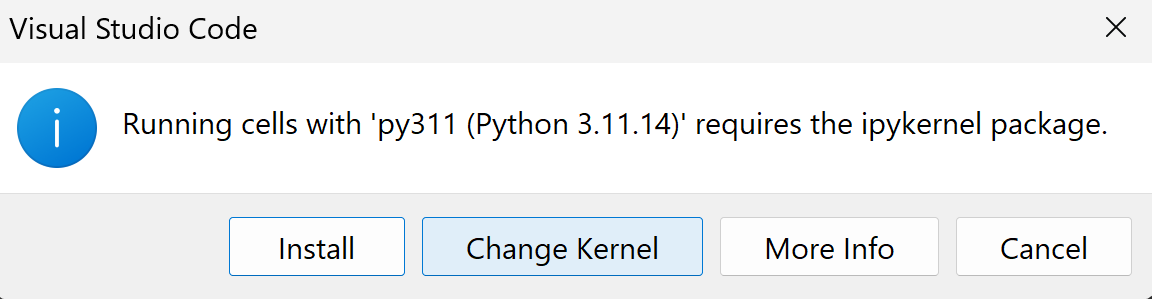 Visual Studio Code
Running cells with 'py311 (Python 3.11.14)' requires the ipykernel package.
Install
Change Kernel
More Info
Cancel